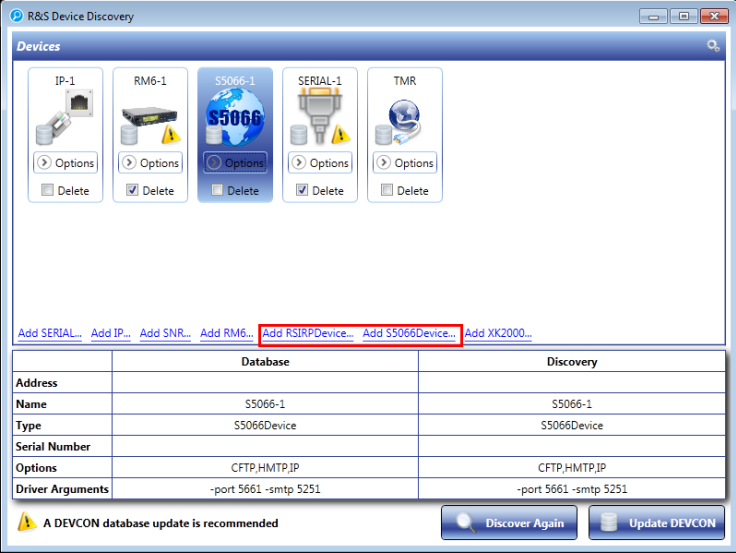 R&S Device Discovery
Devices
IP-1 RM6-1 S5066-1 SERIAL-1 TMR
S5066
Options Options Options Options Options
Delete Delete Delete Delete Delete
Add SERIAL... Add IP... Add SNR... Add RM6... Add RSIRPDevice... Add S5066Device... Add XK2000...
Database Discovery
Address
Name S5066-1 S5066-1
Type S5066Device S5066Device
Serial Number
Options CFTP,HMTP,IP CFTP,HMTP,IP
Driver Arguments -port 5661 -smtp 5251 -port 5661 -smtp 5251
A DEVCON database update is recommended Discover Again Update DEVCON